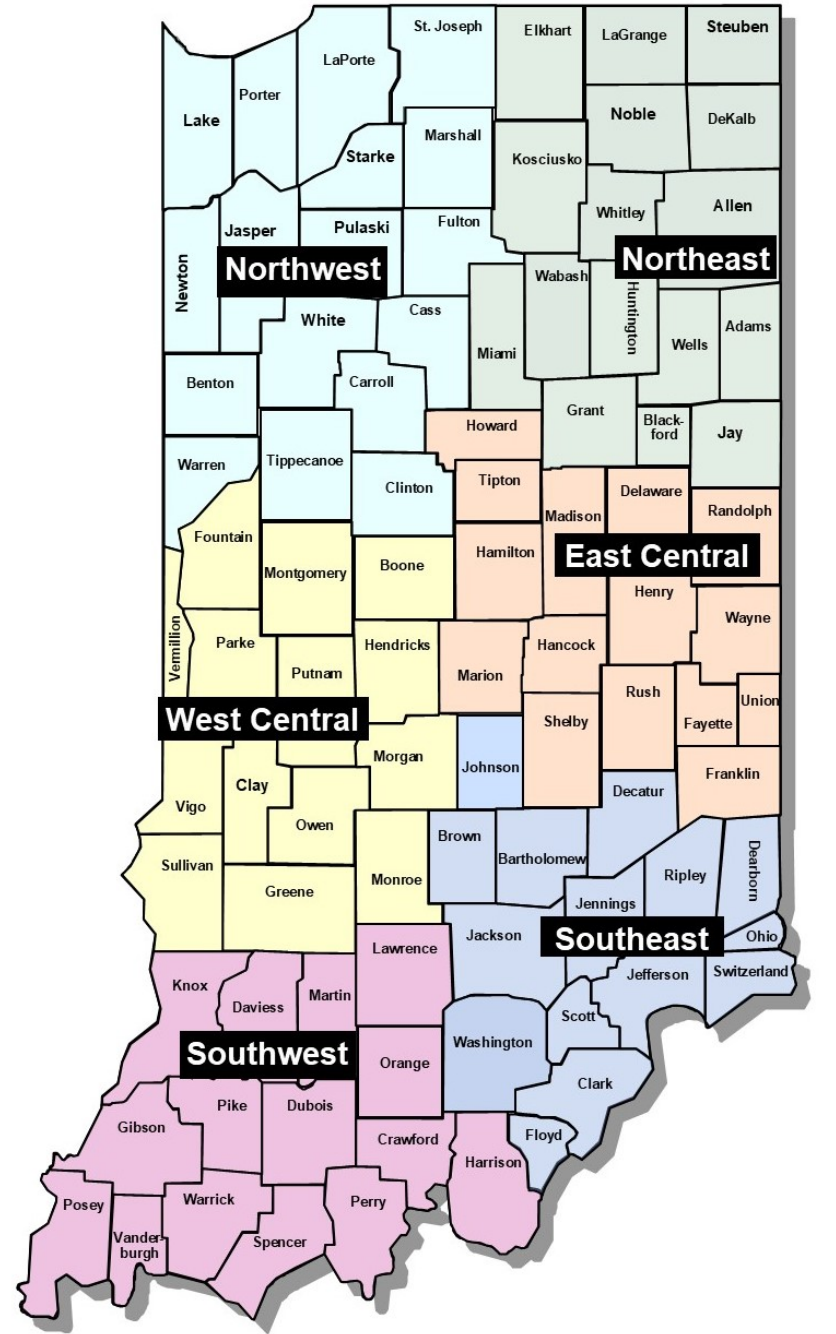 St. Joseph
Elkhart
LaGrange
Steuben
LaPorte
Porter
Lake
Noble
DeKalb
Marshall
Starke
Kosciusko
Whitley
Allen
Fulton
Pulaski
Jasper
Newton
Northwest
Northeast
Wabash
Huntington
White
Cass
Miami
Wells
Adams
Benton
Carroll
Grant
Black-
ford
Jay
Howard
Warren
Tippecanoe
Clinton
Tipton
Delaware
Randolph
Madison
Fountain
Montgomery
Boone
Hamilton
East Central
Henry
Wayne
Vermillion
Parke
Putnam
Hendricks
Marion
Hancock
Rush
Fayette
Union
West Central
Shelby
Morgan
Johnson
Franklin
Decatur
Vigo
Clay
Owen
Brown
Bartholomew
Ripley
Dearborn
Sullivan
Greene
Monroe
Jennings
Jackson
Southeast
Ohio
Lawrence
Jefferson
Switzerland
Knox
Daviess
Martin
Scott
Washington
Southwest
Orange
Clark
Gibson
Pike
Dubois
Crawford
Floyd
Harrison
Posey
Vander-
burgh
Warrick
Spencer
Perry